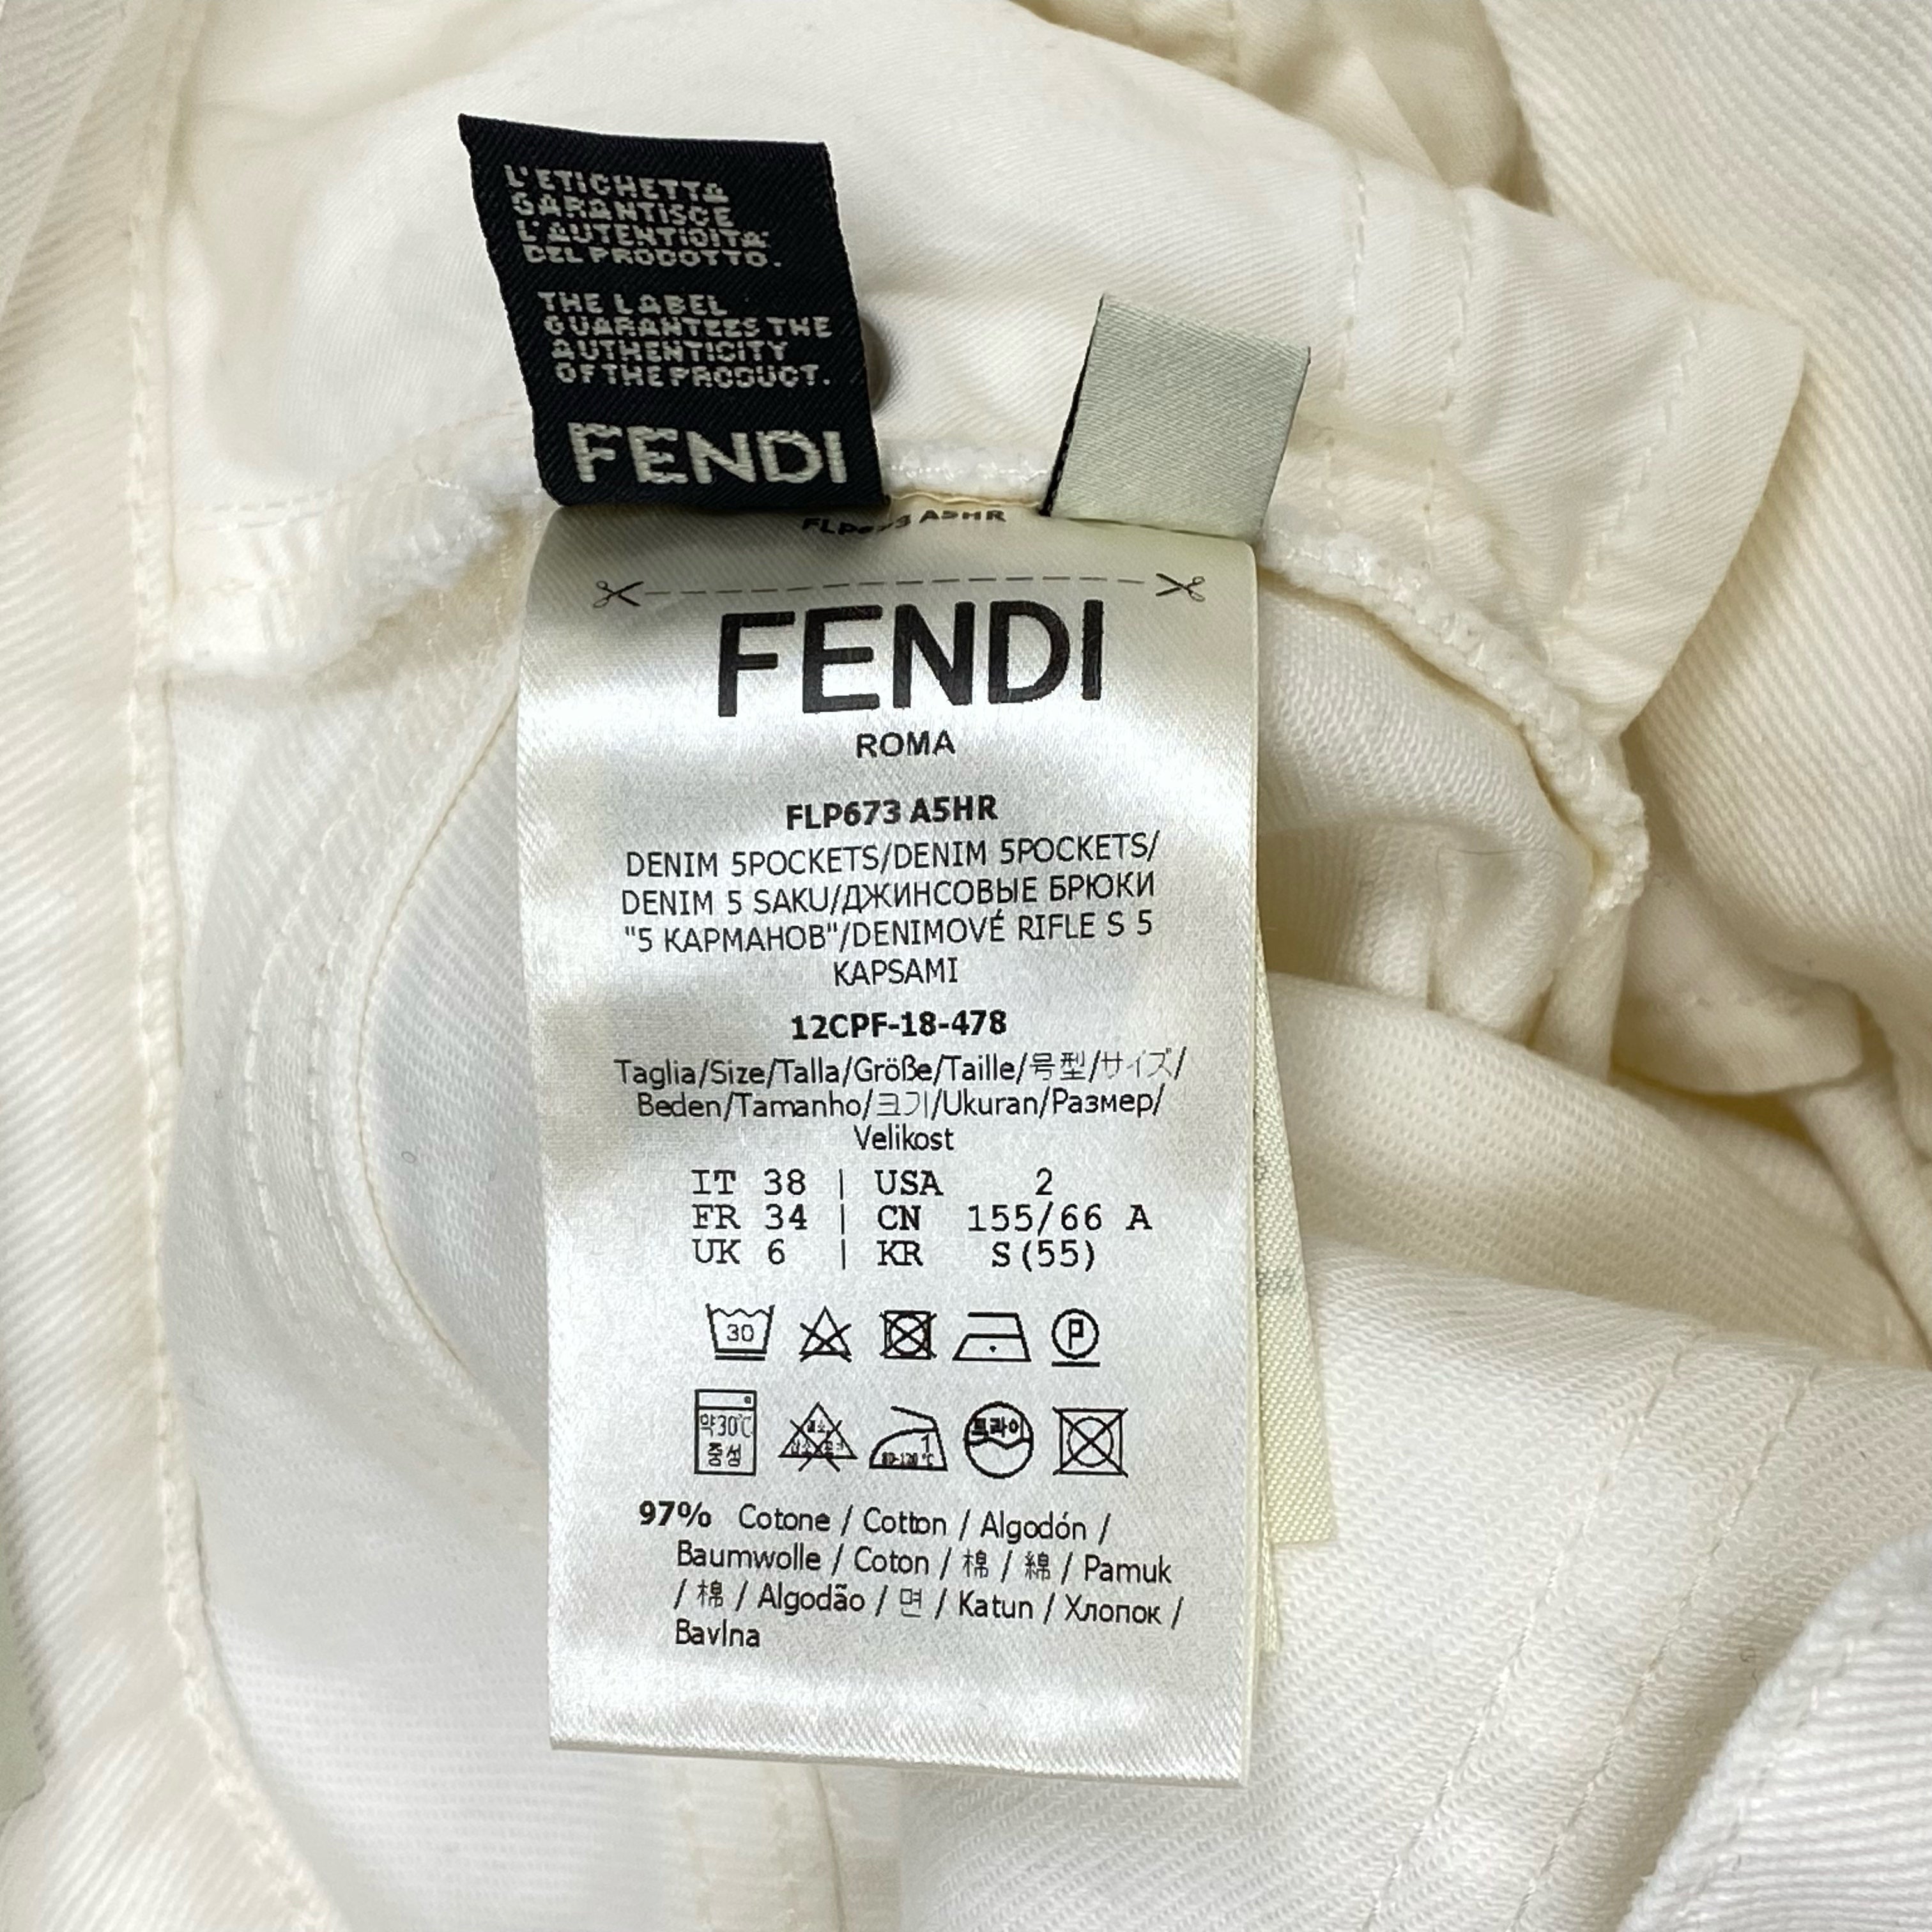 L'ETICHETTA
GARANTISCE
L'AUTENTICITA'
DEL PRODOTTO.
THE LABEL
GUARANTEES THE
AUTHENTICITY
OF THE PRODUCT.
FENDI
FLP673 A5HR
FENDI
ROMA
FLP673 A5HR
DENIM 5POCKETS/DENIM 5POCKETS/
DENIM 5 SAKU/ДЖИНСОВЫЕ БРЮКИ
"5 КАРМАНОВ"/DENIMOVÉ RIFLE S 5
KAPSAMI
12CPF-18-478
Taglia/Size/Talla/Größe/Taille/号型/サイズ/
Beden/Tamanho/크기/Ukuran/Размер/
Velikost
IT 38 | USA 2
FR 34 | CN 155/66 A
UK 6 | KR S(55)
30 P
약30℃ 1 드라이
중성 80-120℃
97% Cotone / Cotton / Algodón /
Baumwolle / Coton / 棉 / 綿 / Pamuk
/ 棉 / Algodão / 면 / Katun / Хлопок /
Bavlna